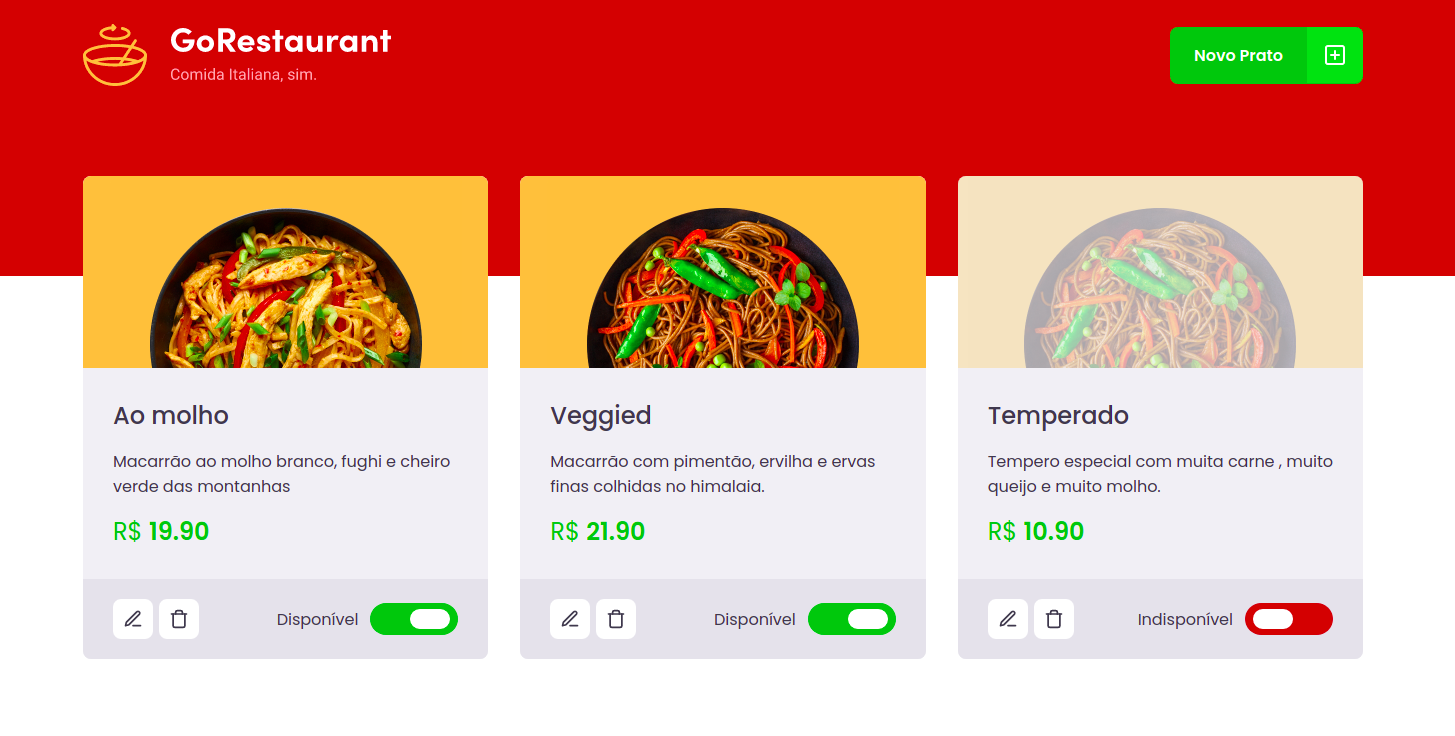 GoRestaurant
Comida Italiana, sim.
Novo Prato
Ao molho
Macarrão ao molho branco, fughi e cheiro
verde das montanhas
R$ 19.90
Disponível
Veggied
Macarrão com pimentão, ervilha e ervas
finas colhidas no himalaia.
R$ 21.90
Disponível
Temperado
Tempero especial com muita carne , muito
queijo e muito molho.
R$ 10.90
Indisponível